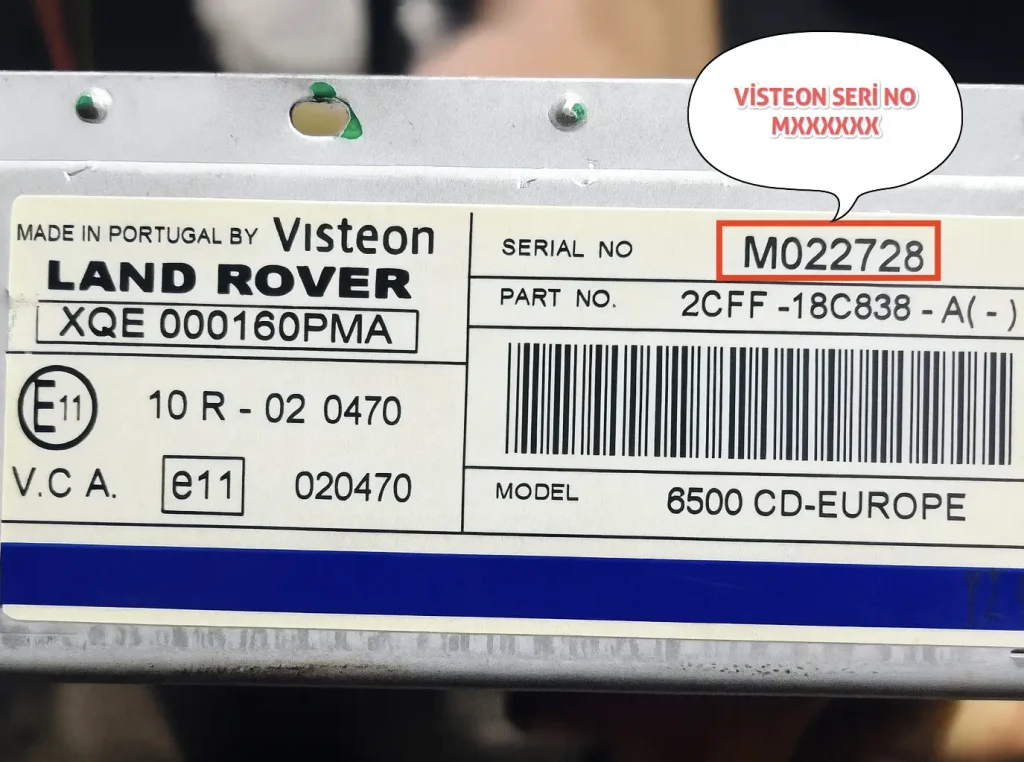 VİSTEON SERİ NO
MXXXXXX
MADE IN PORTUGAL BY Visteon
LAND ROVER
XQE 000160PMA
E11 10 R - 02 0470
V.C A. e11 020470
SERIAL NO M022728
PART NO. 2CFF -18C838 - A( - )
MODEL 6500 CD-EUROPE